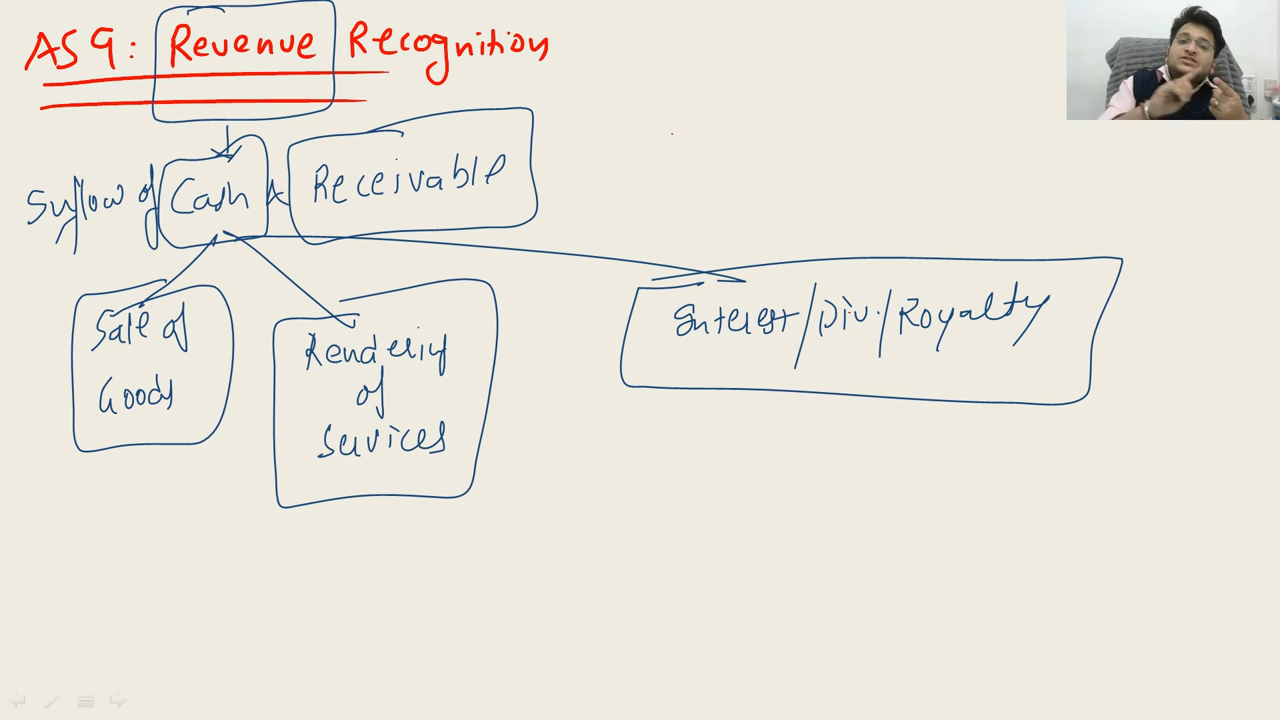 AS 9: Revenue Recognition
Inflow of Cash & Receivable
Sale of
Goods
Rendering
of
Services
Interest/Div./Royalty